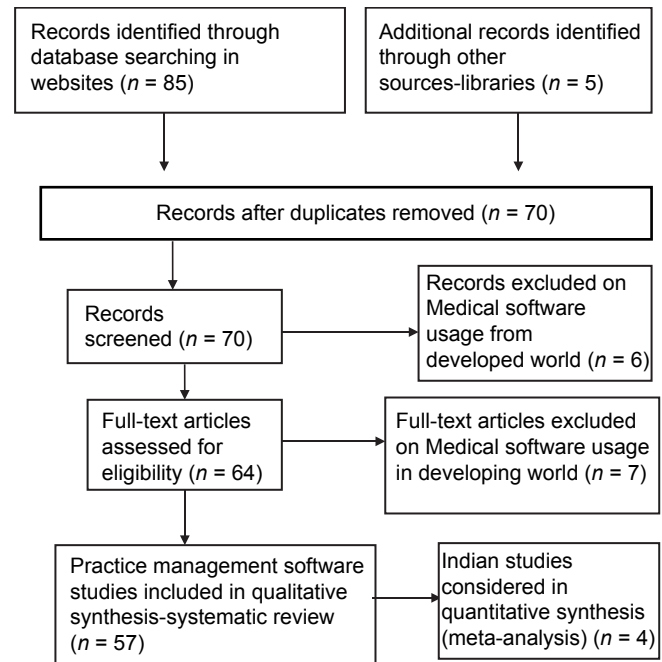 Records identified through
database searching in
websites (n = 85)
Additional records identified
through other
sources-libraries (n = 5)
Records after duplicates removed (n = 70)
Records
screened (n = 70)
Records excluded on
Medical software
usage from
developed world (n = 6)
Full-text articles
assessed for
eligibility (n = 64)
Full-text articles excluded
on Medical software usage
in developing world (n = 7)
Practice management software
studies included in qualitative
synthesis-systematic review
(n = 57)
Indian studies
considered in
quantitative synthesis
(meta-analysis) (n = 4)